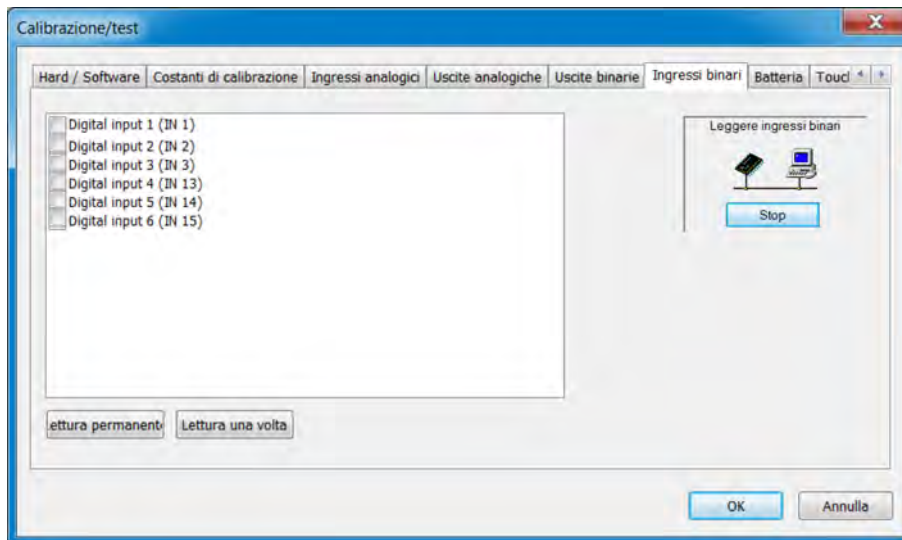 Calibrazione/test
Hard / Software Costanti di calibrazione Ingressi analogici Uscite analogiche Uscite binarie Ingressi binari Batteria Toucl
Digital input 1 (IN 1)
Digital input 2 (IN 2)
Digital input 3 (IN 3)
Digital input 4 (IN 13)
Digital input 5 (IN 14)
Digital input 6 (IN 15)
Leggere ingressi binari
Stop
ettura permanent Lettura una volta
OK Annulla